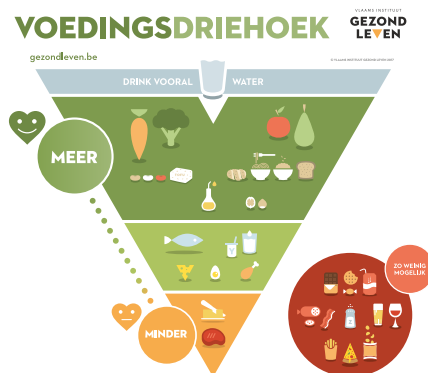 VOEDINGSDRIEHOEK
VLAAMS INSTITUUT
GEZOND
LEVEN
gezondleven.be
© VLAAMS INSTITUUT GEZOND LEVEN
DRINK VOORAL WATER
MEER
ZO WEINIG
MOGELIJK
MINDER